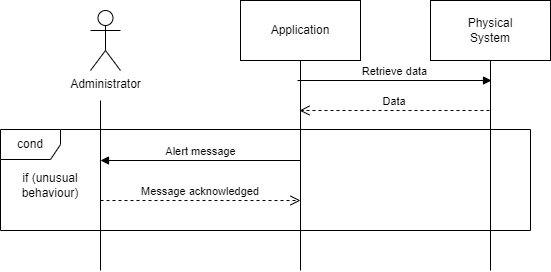 Physical
System
Application
Retrieve data
Administrator
Data
cond
Alert message
if (unusual
behaviour)
Message acknowledged